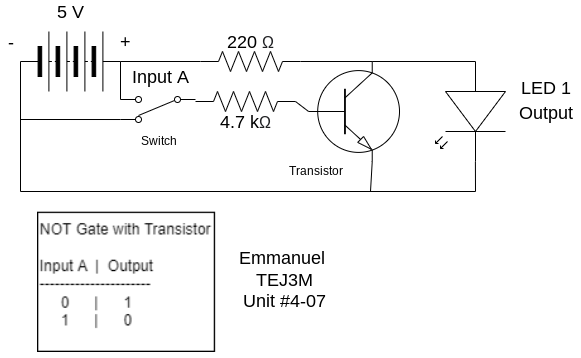 5 V
- +
220 Ω
Input A
4.7 kΩ
Switch
Transistor
LED 1
Output
NOT Gate with Transistor
Input A | Output
----------------------
0 | 1
1 | 0
Emmanuel
TEJ3M
Unit #4-07